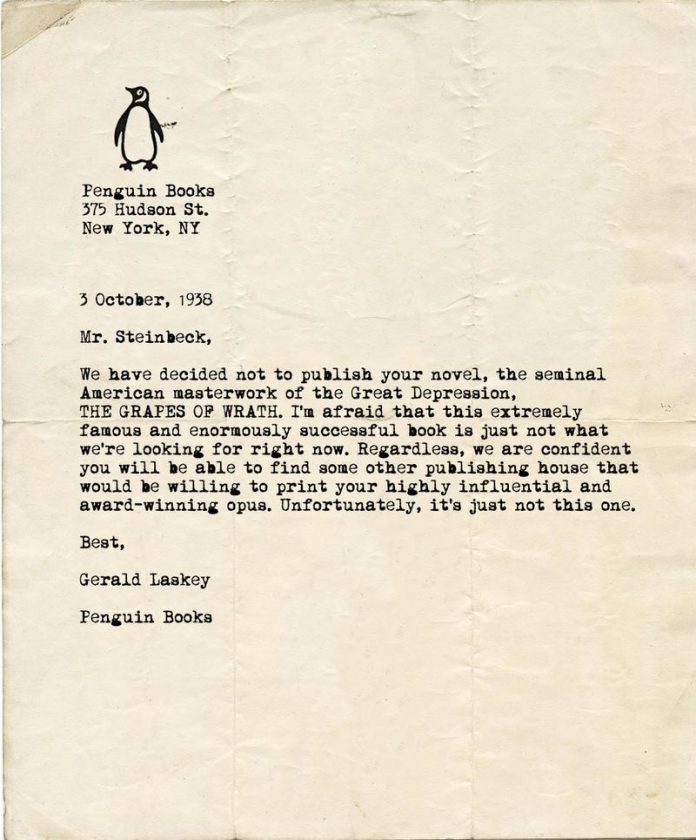 Penguin Books
375 Hudson St.
New York, NY
3 October, 1938
Mr. Steinbeck,
We have decided not to publish your novel, the seminal
American masterwork of the Great Depression,
THE GRAPES OF WRATH. I'm afraid that this extremely
famous and enormously successful book is just not what
we're looking for right now. Regardless, we are confident
you will be able to find some other publishing house that
would be willing to print your highly influential and
award-winning opus. Unfortunately, it's just not this one.
Best,
Gerald Laskey
Penguin Books